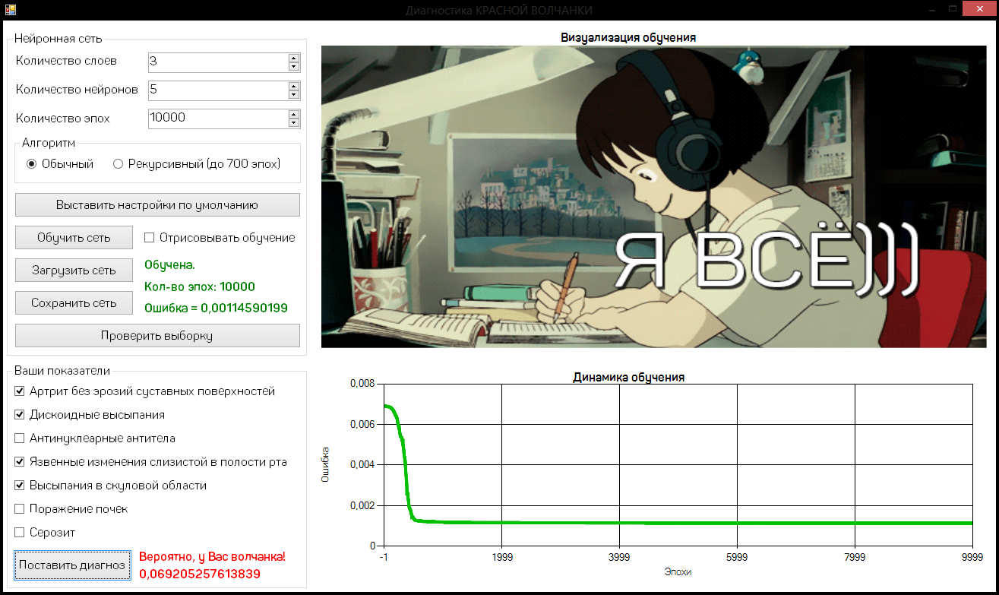 Диагностика КРАСНОЙ ВОЛЧАНКИ
Нейронная сеть
Количество слоев
3
Количество нейронов
5
Количество эпох
10000
Алгоритм
Обычный
Рекурсивный (до 700 эпох)
Выставить настройки по умолчанию
Обучить сеть
Отрисовывать обучение
Загрузить сеть
Обучена.
Кол-во эпох: 10000
Сохранить сеть
Ошибка = 0,00114590199
Проверить выборку
Ваши показатели
Артрит без эрозий суставных поверхностей
Дискоидные высыпания
Антинуклеарные антитела
Язвенные изменения слизистой в полости рта
Высыпания в скуловой области
Поражение почек
Серозит
Поставить диагноз
Вероятно, у Вас волчанка!
0,069205257613839
Визуализация обучения
Я ВСЁ)))
Динамика обучения
0,008
0,006
0,004
0,002
0
Ошибка
-1 1999 3999 5999 7999 9999
Эпохи